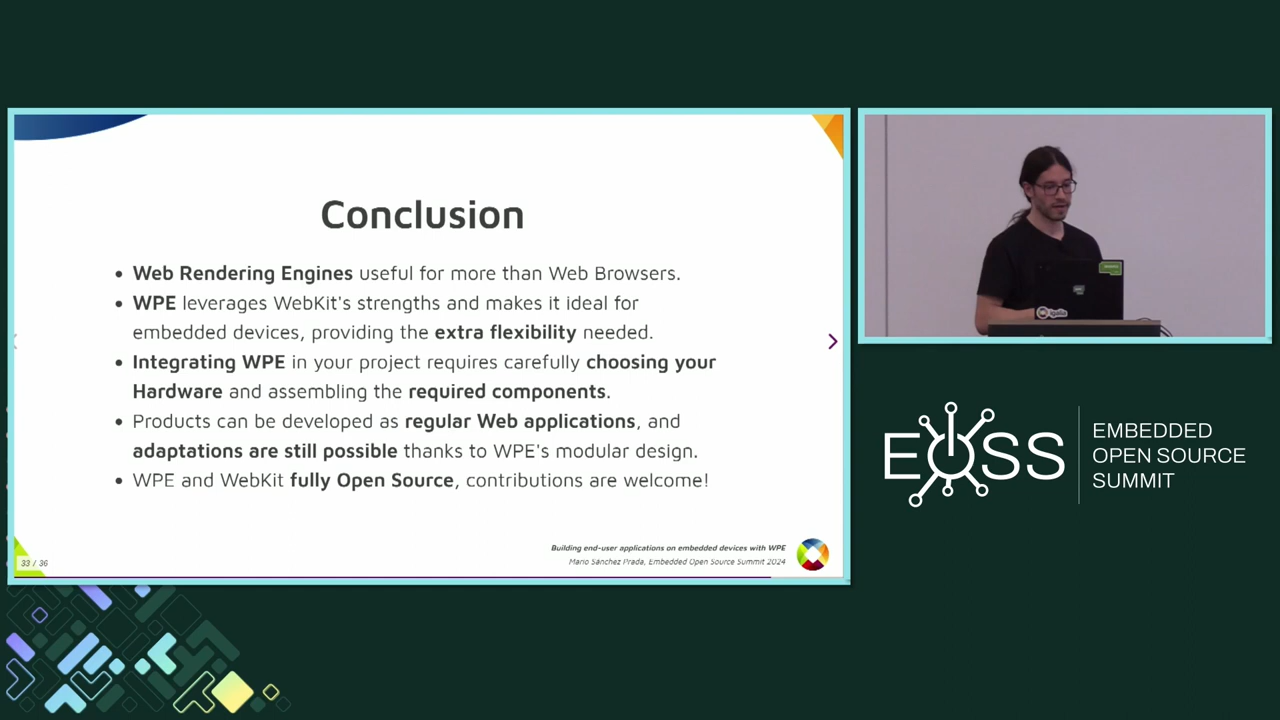 Conclusion
Web Rendering Engines useful for more than Web Browsers.
WPE leverages WebKit's strengths and makes it ideal for
embedded devices, providing the extra flexibility needed.
Integrating WPE in your project requires carefully choosing your
Hardware and assembling the required components.
Products can be developed as regular Web applications, and
adaptations are still possible thanks to WPE's modular design.
WPE and WebKit fully Open Source, contributions are welcome!
Building end-user applications on embedded devices with WPE
Mario Sánchez Prada, Embedded Open Source Summit 2024
33 / 36
EOSS
EMBEDDED
OPEN SOURCE
SUMMIT